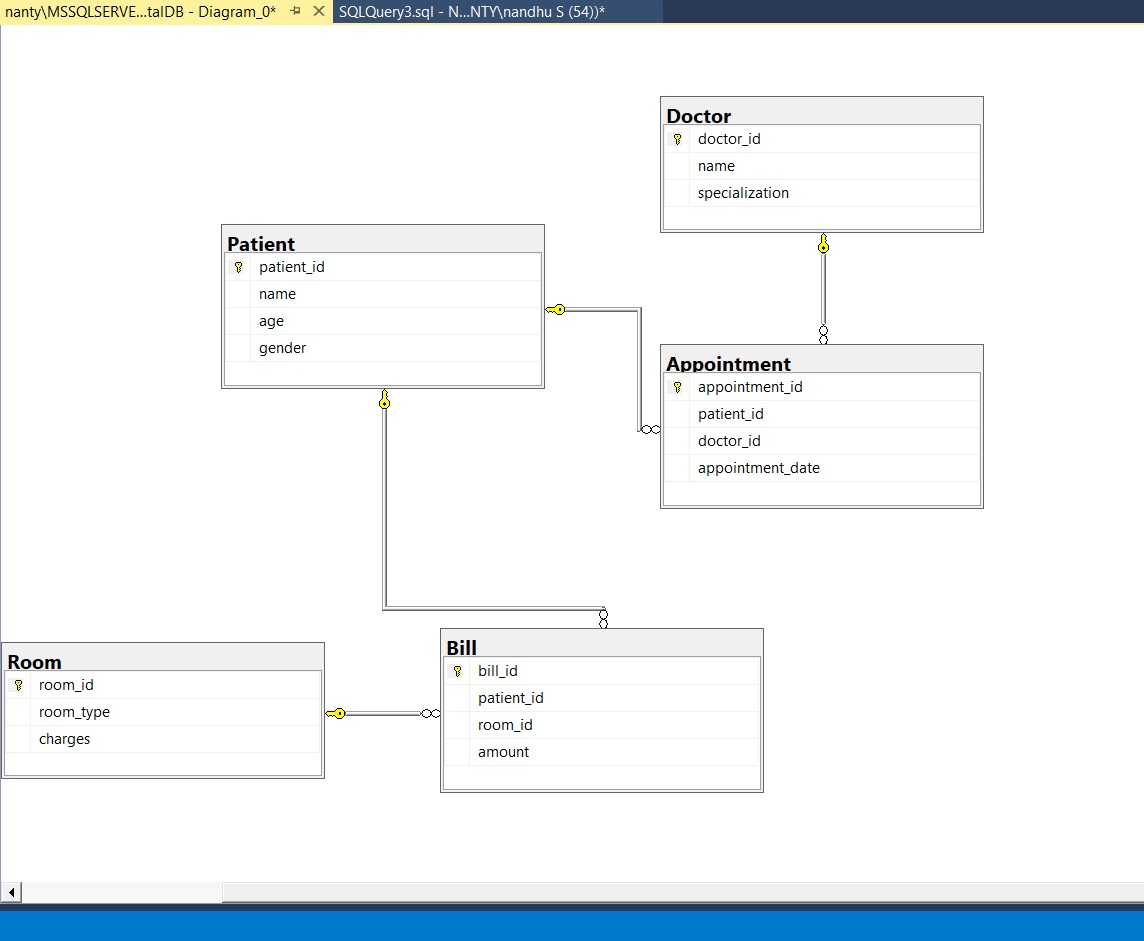 nanty\MSSQLSERVE...talDB - Diagram_0*
SQLQuery3.sql - N...NTY\nandhu S (54))*
Doctor
doctor_id
name
specialization
Patient
patient_id
name
age
gender
Appointment
appointment_id
patient_id
doctor_id
appointment_date
Room
room_id
room_type
charges
Bill
bill_id
patient_id
room_id
amount